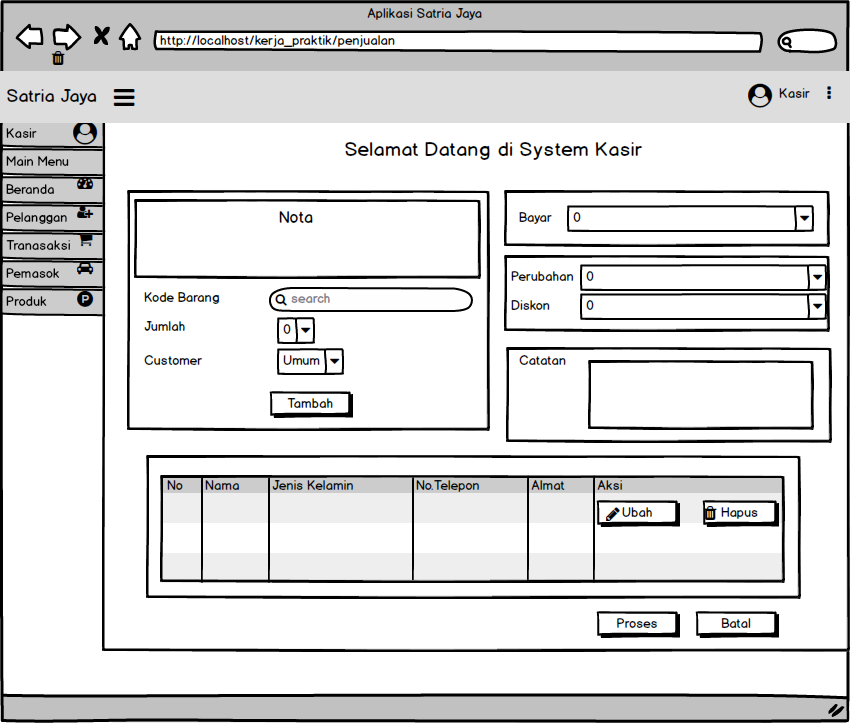 Aplikasi Satria Jaya
http://localhost/kerja_praktik/penjualan
Satria Jaya
Kasir
Kasir
Main Menu
Beranda
Pelanggan
Tranasaksi
Pemasok
Produk
P
Selamat Datang di System Kasir
Nota
Kode Barang
search
Jumlah
0
Customer
Umum
Tambah
Bayar
0
Perubahan
0
Diskon
0
Catatan
No Nama Jenis Kelamin No.Telepon Almat Aksi
Ubah Hapus
Proses Batal